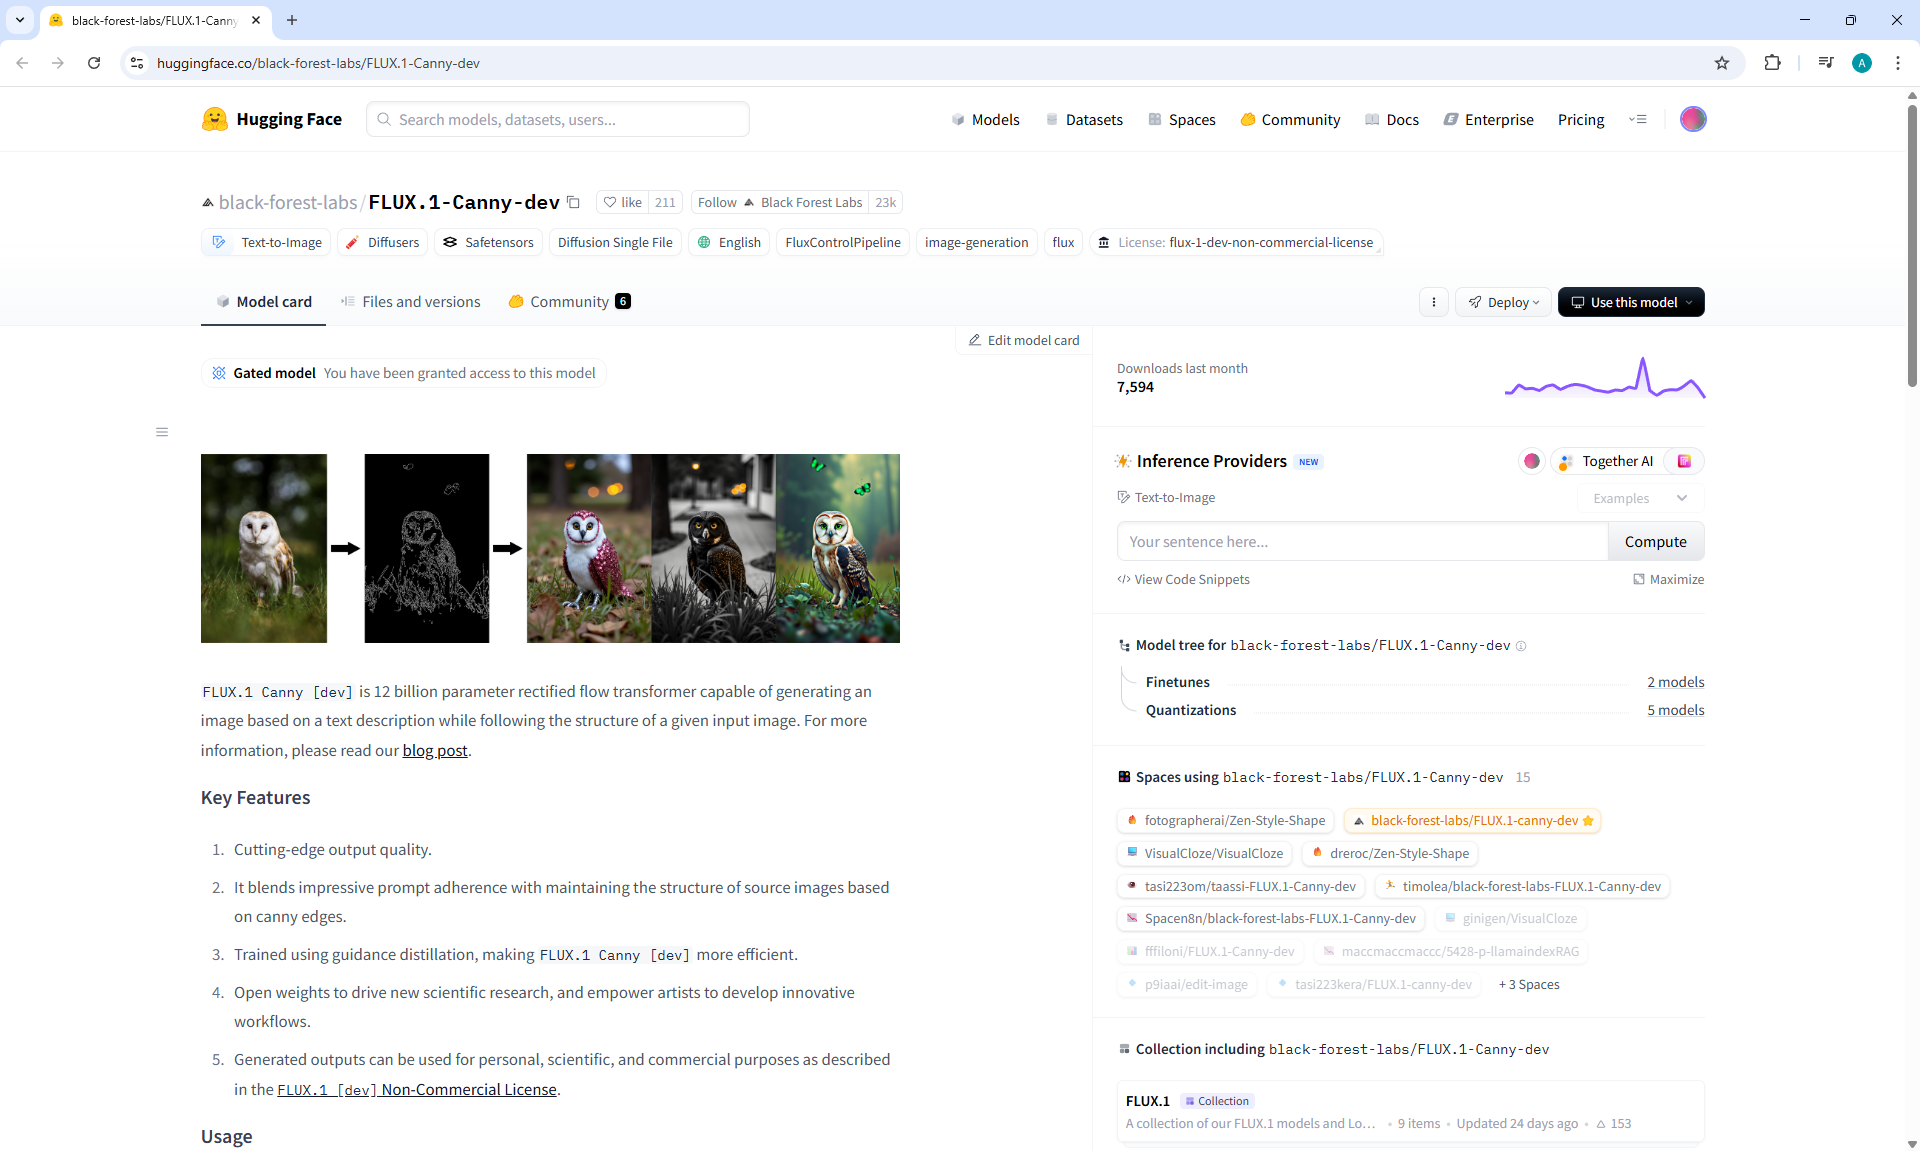 black-forest-labs/FLUX.1-Canny
huggingface.co/black-forest-labs/FLUX.1-Canny-dev
A
Hugging Face
Search models, datasets, users...
Models
Datasets
Spaces
Community
Docs
Enterprise
Pricing
black-forest-labs/FLUX.1-Canny-dev
like 211
Follow Black Forest Labs 23k
Text-to-Image
Diffusers
Safetensors
Diffusion Single File
English
FluxControlPipeline
image-generation
flux
License: flux-1-dev-non-commercial-license
Model card
Files and versions
Community 6
Deploy
Use this model
Edit model card
Gated model You have been granted access to this model
FLUX.1 Canny [dev] is 12 billion parameter rectified flow transformer capable of generating an
image based on a text description while following the structure of a given input image. For more
information, please read our blog post.
Key Features
1. Cutting-edge output quality.
2. It blends impressive prompt adherence with maintaining the structure of source images based
on canny edges.
3. Trained using guidance distillation, making FLUX.1 Canny [dev] more efficient.
4. Open weights to drive new scientific research, and empower artists to develop innovative
workflows.
5. Generated outputs can be used for personal, scientific, and commercial purposes as described
in the FLUX.1 [dev] Non-Commercial License.
Usage
Downloads last month
7,594
Inference Providers NEW
Together AI
Text-to-Image
Examples
Your sentence here...
Compute
View Code Snippets
Maximize
Model tree for black-forest-labs/FLUX.1-Canny-dev
Finetunes 2 models
Quantizations 5 models
Spaces using black-forest-labs/FLUX.1-Canny-dev 15
fotographerai/Zen-Style-Shape
black-forest-labs/FLUX.1-canny-dev
VisualCloze/VisualCloze
dreroc/Zen-Style-Shape
tasi223om/taassi-FLUX.1-Canny-dev
timolea/black-forest-labs-FLUX.1-Canny-dev
Spacen8n/black-forest-labs-FLUX.1-Canny-dev
ginigen/VisualCloze
fffiloni/FLUX.1-Canny-dev
maccmaccmaccc/5428-p-llamaindexRAG
p9iaai/edit-image
tasi223kera/FLUX.1-canny-dev
+ 3 Spaces
Collection including black-forest-labs/FLUX.1-Canny-dev
FLUX.1 Collection
A collection of our FLUX.1 models and Lo... • 9 items • Updated 24 days ago • 153